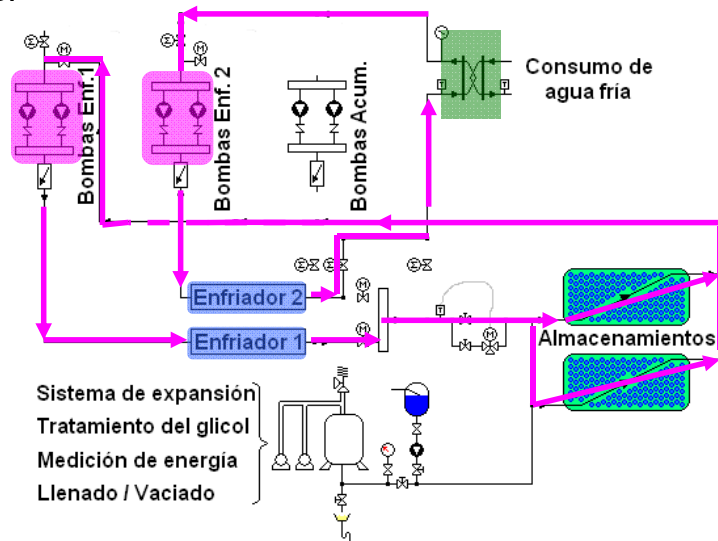 Σ
M
Σ
M
Bombas Enf.1
Bombas Enf. 2
Bombas Acum.
T
T
Consumo de
agua fría
Σ
Σ
Σ
Σ
M
Enfriador 2
T
M
M
Enfriador 1
Almacenamientos
Sistema de expansión
Tratamiento del glicol
Medición de energía
Llenado / Vaciado